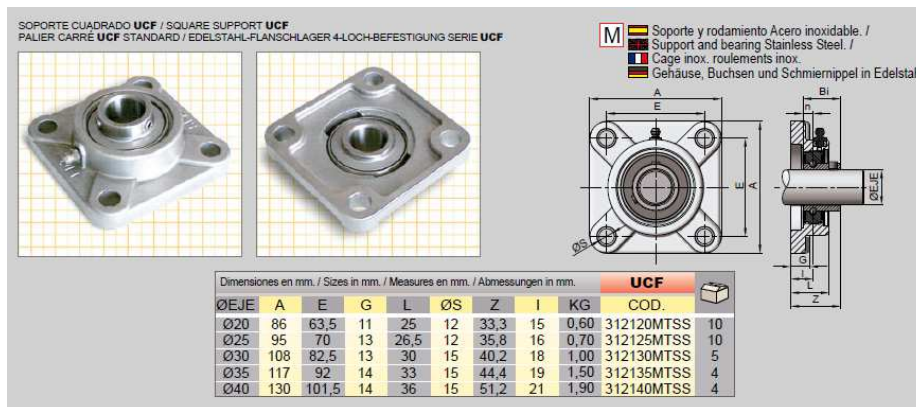 SOPORTE CUADRADO UCF / SQUARE SUPPORT UCF
PALIER CARRÉ UCF STANDARD / EDELSTAHL-FLANSCHLAGER 4-LOCH-BEFESTIGUNG SERIE UCF
M
Soporte y rodamiento Acero inoxidable. /
Support and bearing Stainless Steel. /
Cage inox. roulements inox.
Gehäuse, Buchsen und Schmiernippel in Edelstal
A
E
E
A
ØS
Bi
n
ØEJE
G
I
L
Z
Dimensiones en mm. / Sizes in mm. / Measures en mm. / Abmessungen in mm. UCF
ØEJE A E G L ØS Z I KG COD.
Ø20 86 63,5 11 25 12 33,3 15 0,60 312120MTSS 10
Ø25 95 70 13 26,5 12 35,8 16 0,70 312125MTSS 10
Ø30 108 82,5 13 30 15 40,2 18 1,00 312130MTSS 5
Ø35 117 92 14 33 15 44,4 19 1,50 312135MTSS 4
Ø40 130 101,5 14 36 15 51,2 21 1,90 312140MTSS 4